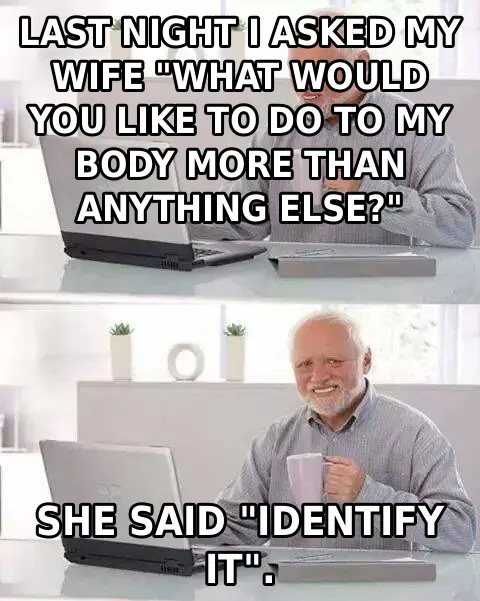 LAST NIGHT I ASKED MY
WIFE "WHAT WOULD
YOU LIKE TO DO TO MY
BODY MORE THAN
ANYTHING ELSE?"
SHE SAID "IDENTIFY
IT".